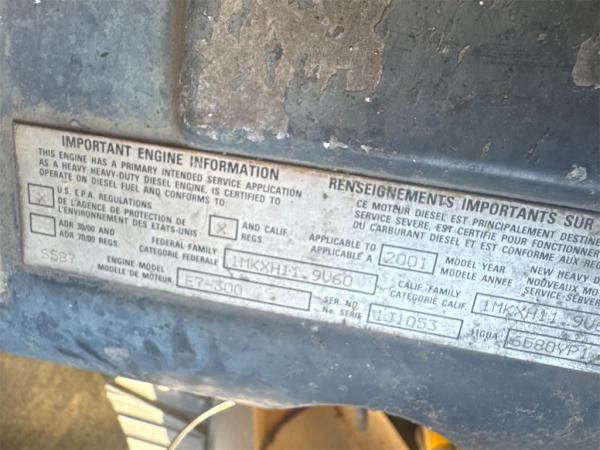 IMPORTANT ENGINE INFORMATION
THIS ENGINE HAS A PRIMARY INTENDED SERVICE APPLICATION
AS A HEAVY HEAVY-DUTY DIESEL ENGINE, IS CERTIFIED TO
OPERATE ON DIESEL FUEL AND CONFORMS TO:
X U.S. E.P.A. REGULATIONS
DE L'AGENCE DE PROTECTION DE
L'ENVIRONNEMENT DES ETATS-UNIS
X AND CALIF.
REGS.
ADR 30/00 AND
ADR 70/00 REGS.
FEDERAL-FAMILY
CATEGORIE FEDERALE
1MKXH11.9V60
S587
ENGINE-MODEL
MODELE DE MOTEUR
E7-300
RENSEIGNEMENTS IMPORTANTS SUR
CE MOTEUR DIESEL EST PRINCIPALEMENT DESTINE
SERVICE SEVERE, EST CERTIFIE POUR FONCTIONNER
DU CARBURANT DIESEL ET EST CONFORME AUX
APPLICABLE TO
APPLICABLE A
2001
MODEL YEAR
MODELE ANNEE
NEW HEAVY D
NOUVEAUX MO
SERVICE-SEVER
CALIF.-FAMILY
CATEGORIE CALIF.
1MKXH11.9V6
SER. NO.
No. SERIE
1J1053